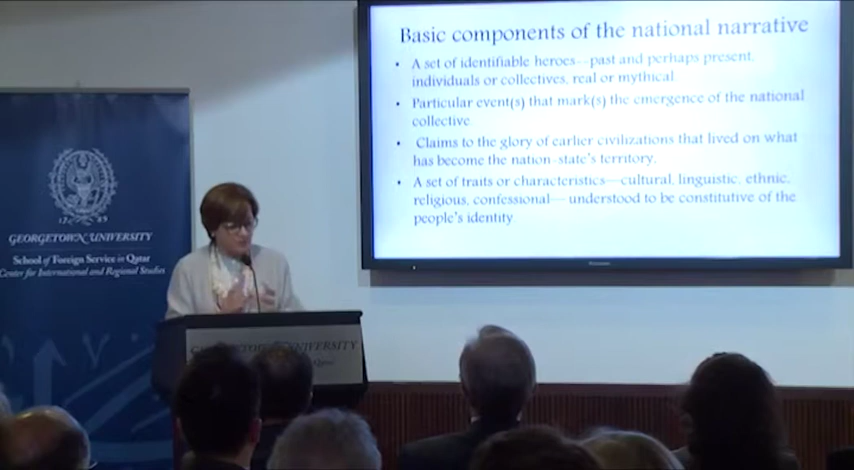 Basic components of the national narrative
• A set of identifiable heroes—past and perhaps present, individuals or collectives, real or mythical
• Particular event(s) that mark(s) the emergence of the national collective
• Claims to the glory of earlier civilizations that lived on what has become the nation-state's territory.
• A set of traits or characteristics—cultural, linguistic, ethnic, religious, confessional— understood to be constitutive of the people's identity
GEORGETOWN UNIVERSITY
School of Foreign Service in Qatar
Center for International and Regional Studies
GEORGETOWN UNIVERSITY
Qatar